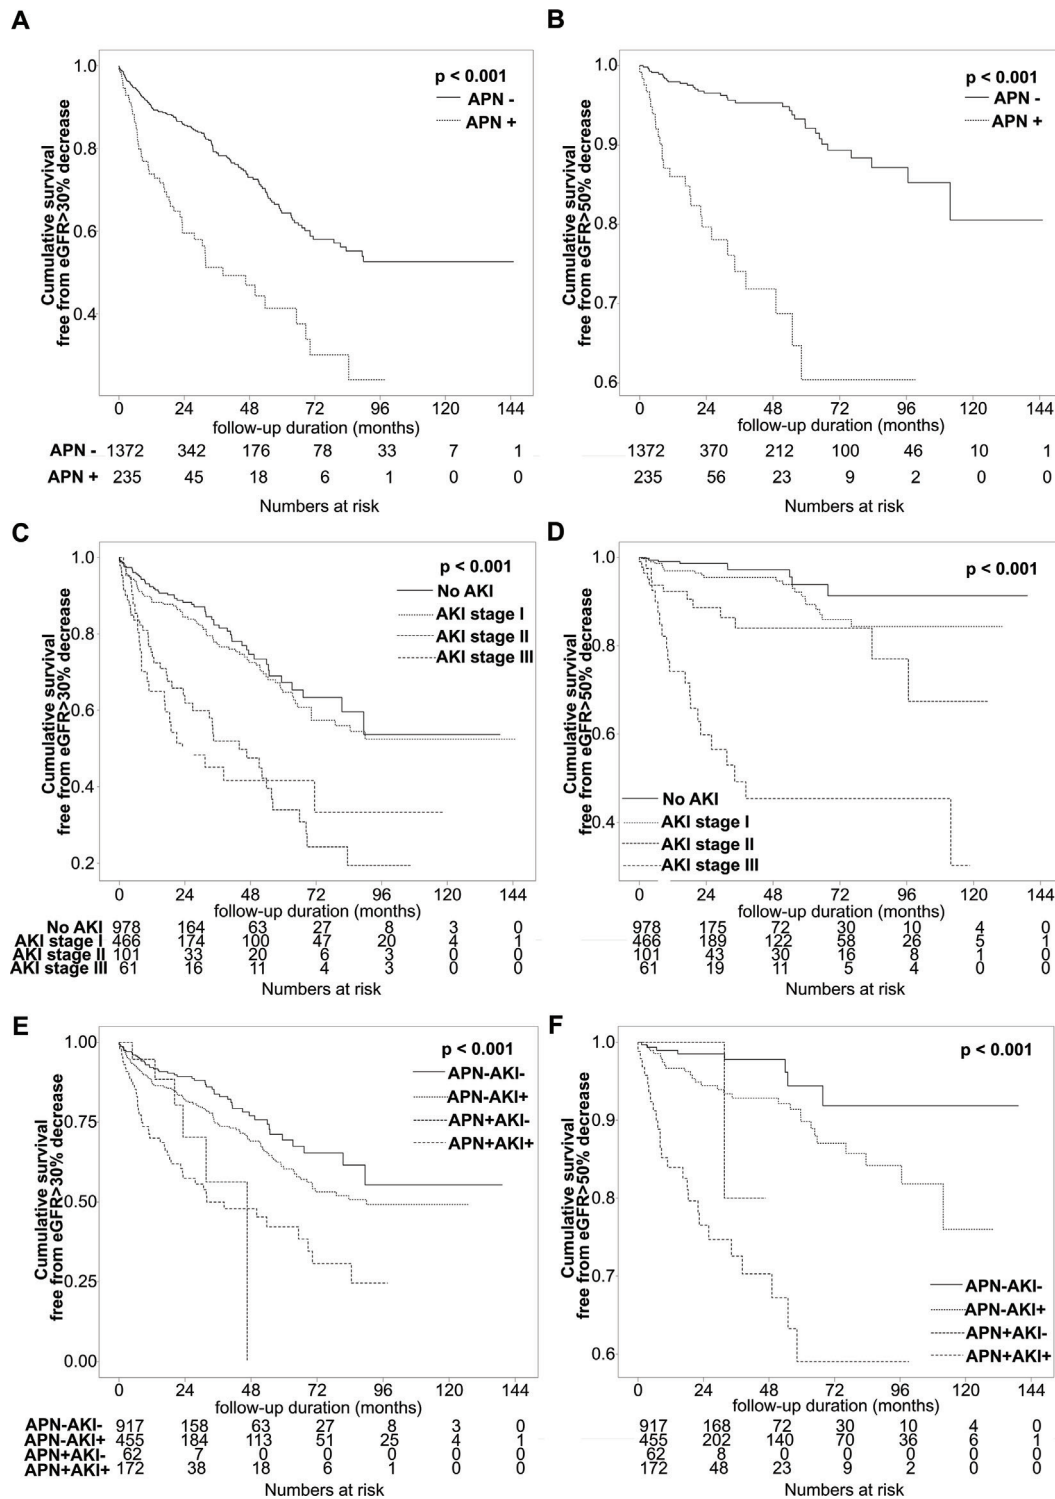 A
Cumulative survival
free from eGFR>30% decrease
1.0
0.8
0.6
0.4
p < 0.001
APN -
APN +
0 24 48 72 96 120 144
follow-up duration (months)
APN - 1372 342 176 78 33 7 1
APN + 235 45 18 6 1 0 0
Numbers at risk
B
Cumulative survival
free from eGFR>50% decrease
1.0
0.9
0.8
0.7
0.6
p < 0.001
APN -
APN +
0 24 48 72 96 120 144
follow-up duration (months)
1372 370 212 100 46 10 1
235 56 23 9 2 0 0
Numbers at risk
C
Cumulative survival
free from eGFR>30% decrease
1.0
0.8
0.6
0.4
0.2
p < 0.001
No AKI
AKI stage I
AKI stage II
AKI stage III
0 24 48 72 96 120 144
follow-up duration (months)
No AKI 978 164 63 27 8 3 0
AKI stage I 466 174 100 47 20 4 1
AKI stage II 101 33 20 6 3 0 0
AKI stage III 61 16 11 4 3 0 0
Numbers at risk
D
Cumulative survival
free from eGFR>50% decrease
1.0
0.8
0.6
0.4
p < 0.001
No AKI
AKI stage I
AKI stage II
AKI stage III
0 24 48 72 96 120 144
follow-up duration (months)
978 175 72 30 10 4 0
466 189 122 58 26 5 1
101 43 30 16 8 1 0
61 19 11 5 4 0 0
Numbers at risk
E
Cumulative survival
free from eGFR>30% decrease
1.00
0.75
0.50
0.25
0.00
p < 0.001
APN-AKI-
APN-AKI+
APN+AKI-
APN+AKI+
0 24 48 72 96 120 144
follow-up duration (months)
APN-AKI- 917 158 63 27 8 3 0
APN-AKI+ 455 184 113 51 25 4 1
APN+AKI- 62 7 0 0 0 0 0
APN+AKI+ 172 38 18 6 1 0 0
Numbers at risk
F
Cumulative survival
free from eGFR>50% decrease
1.0
0.9
0.8
0.7
0.6
p < 0.001
APN-AKI-
APN-AKI+
APN+AKI-
APN+AKI+
0 24 48 72 96 120 144
follow-up duration (months)
917 168 72 30 10 4 0
455 202 140 70 36 6 1
62 8 0 0 0 0 0
172 48 23 9 2 0 0
Numbers at risk